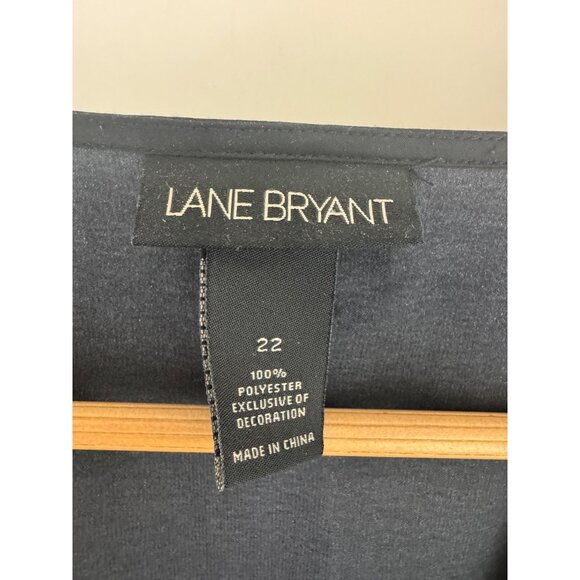 LANE BRYANT
22
100%
POLYESTER
EXCLUSIVE OF
DECORATION
MADE IN CHINA